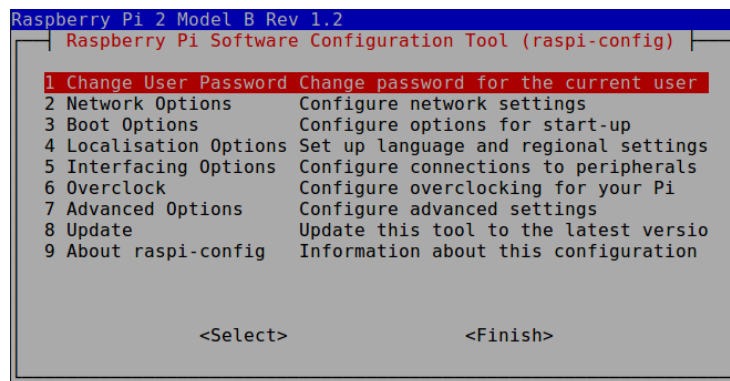 Raspberry Pi 2 Model B Rev 1.2
Raspberry Pi Software Configuration Tool (raspi-config)
1 Change User Password Change password for the current user
2 Network Options Configure network settings
3 Boot Options Configure options for start-up
4 Localisation Options Set up language and regional settings
5 Interfacing Options Configure connections to peripherals
6 Overclock Configure overclocking for your Pi
7 Advanced Options Configure advanced settings
8 Update Update this tool to the latest versio
9 About raspi-config Information about this configuration
<Select> <Finish>